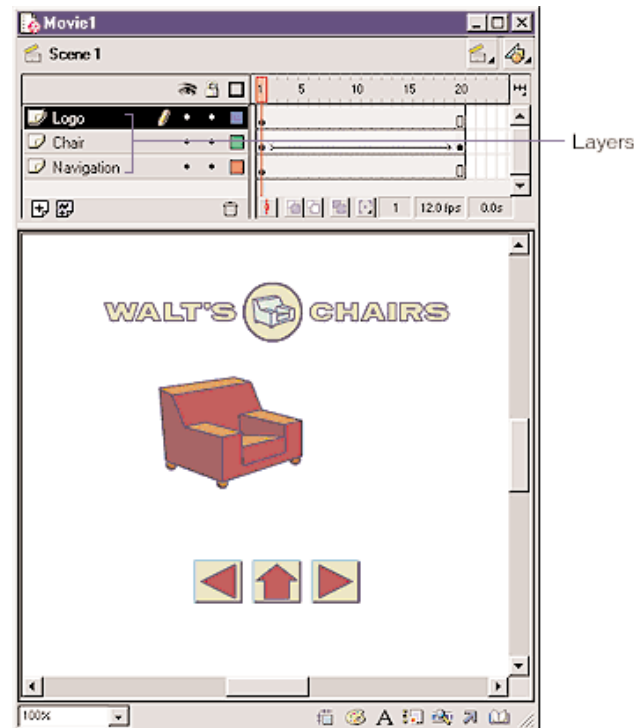 Movie1
Scene 1
1 5 10 15 20
Logo
Chair
Layers
Navigation
1 12.0 fps 0.0s
WALT'S CHAIRS
100%